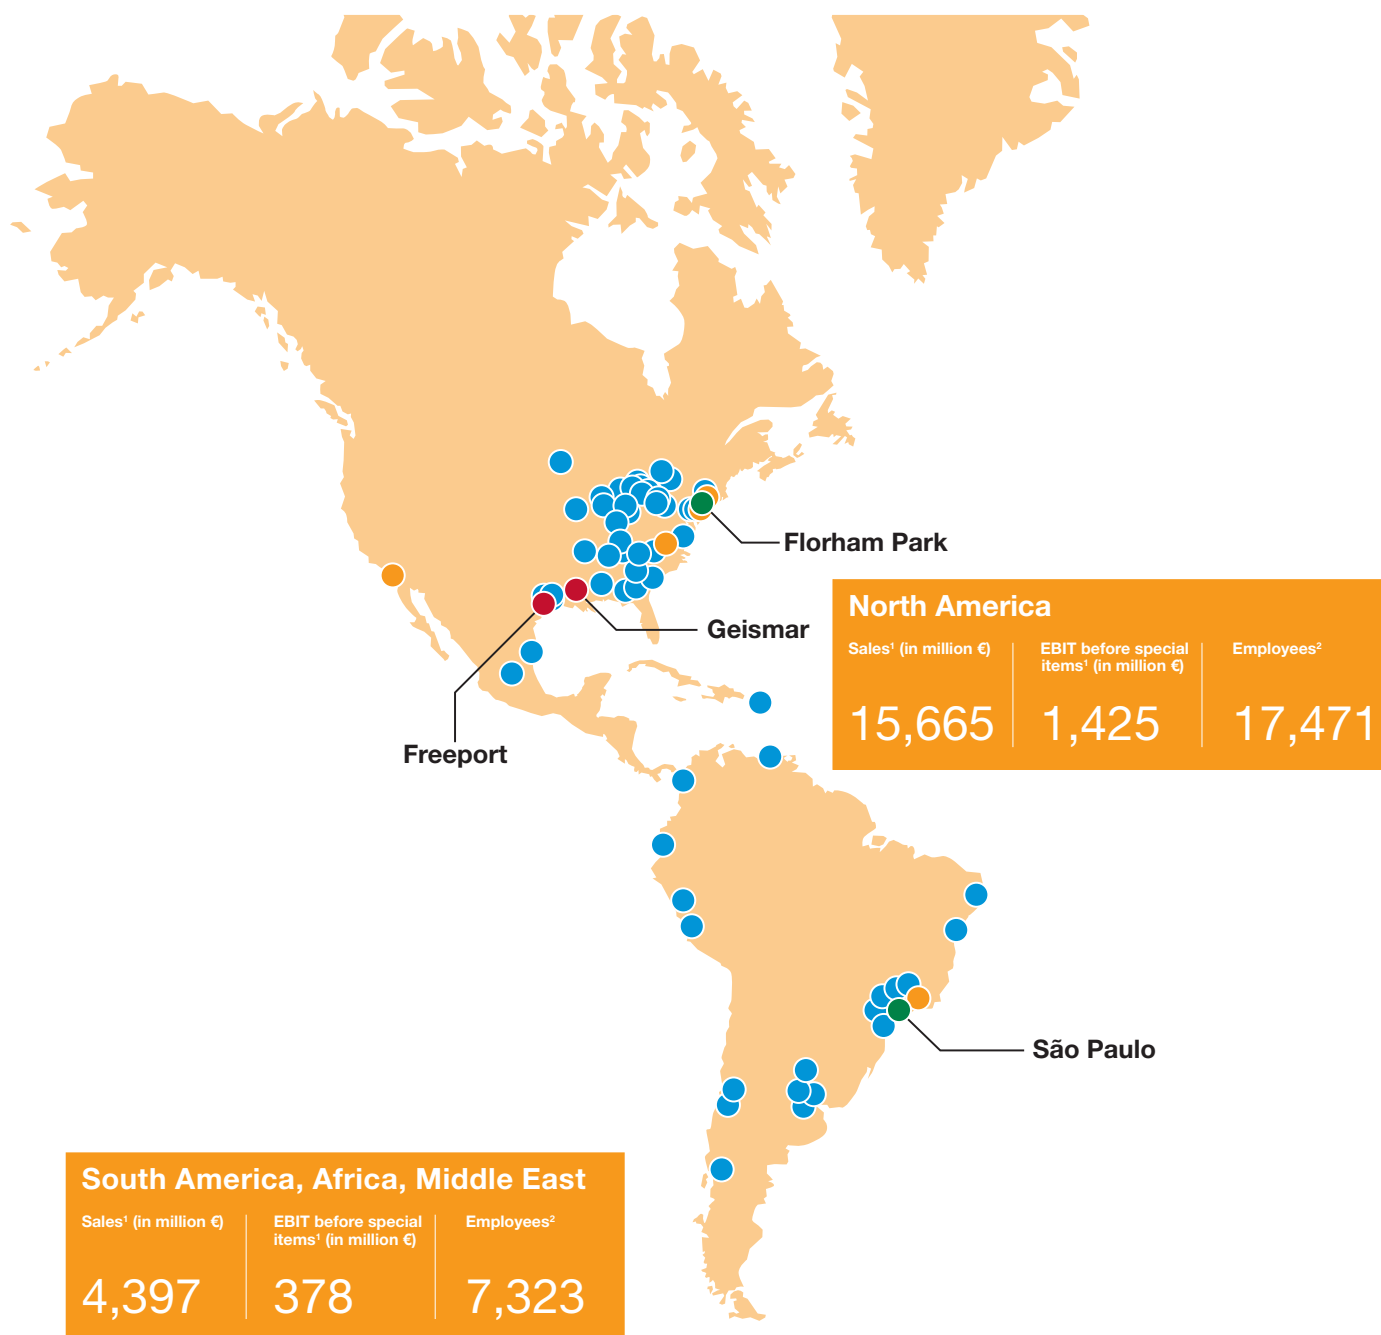 Florham Park
North America
Sales¹ (in million €)
EBIT before special
items¹ (in million €)
Employees²
15,665
1,425
17,471
Geismar
Freeport
São Paulo
South America, Africa, Middle East
Sales¹ (in million €)
EBIT before special
items¹ (in million €)
Employees²
4,397
378
7,323